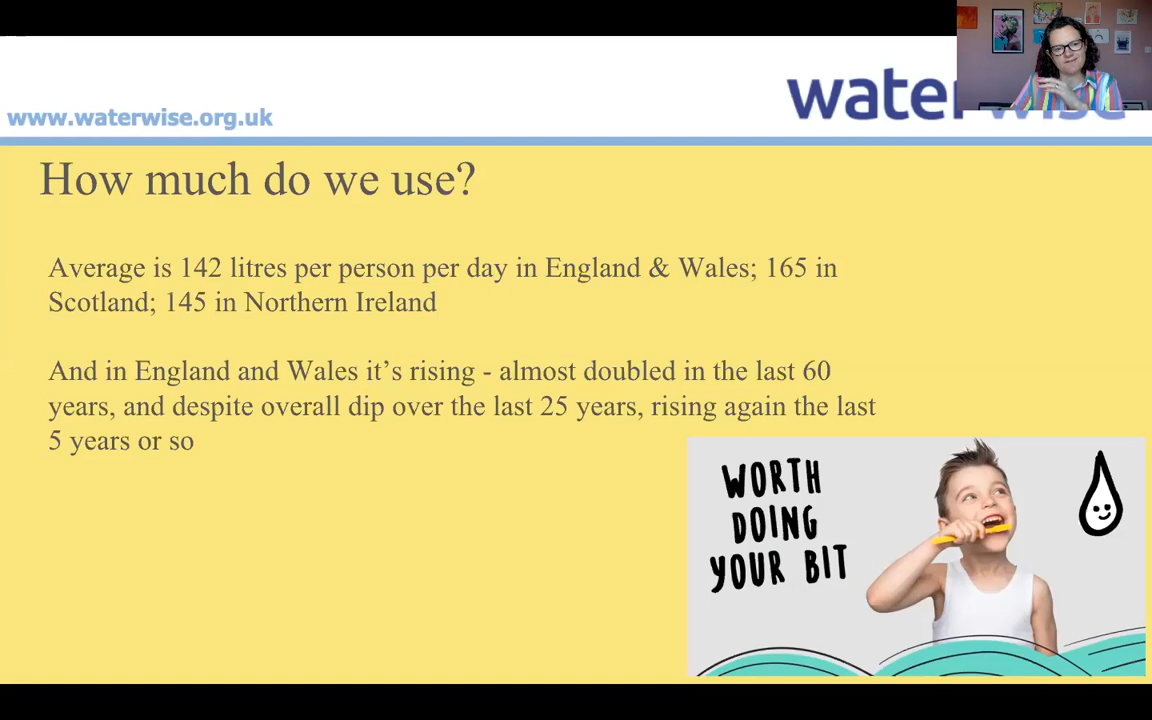 www.waterwise.org.uk
waterwise
How much do we use?
Average is 142 litres per person per day in England & Wales; 165 in
Scotland; 145 in Northern Ireland
And in England and Wales it’s rising - almost doubled in the last 60
years, and despite overall dip over the last 25 years, rising again the last
5 years or so
WORTH
DOING
YOUR BIT